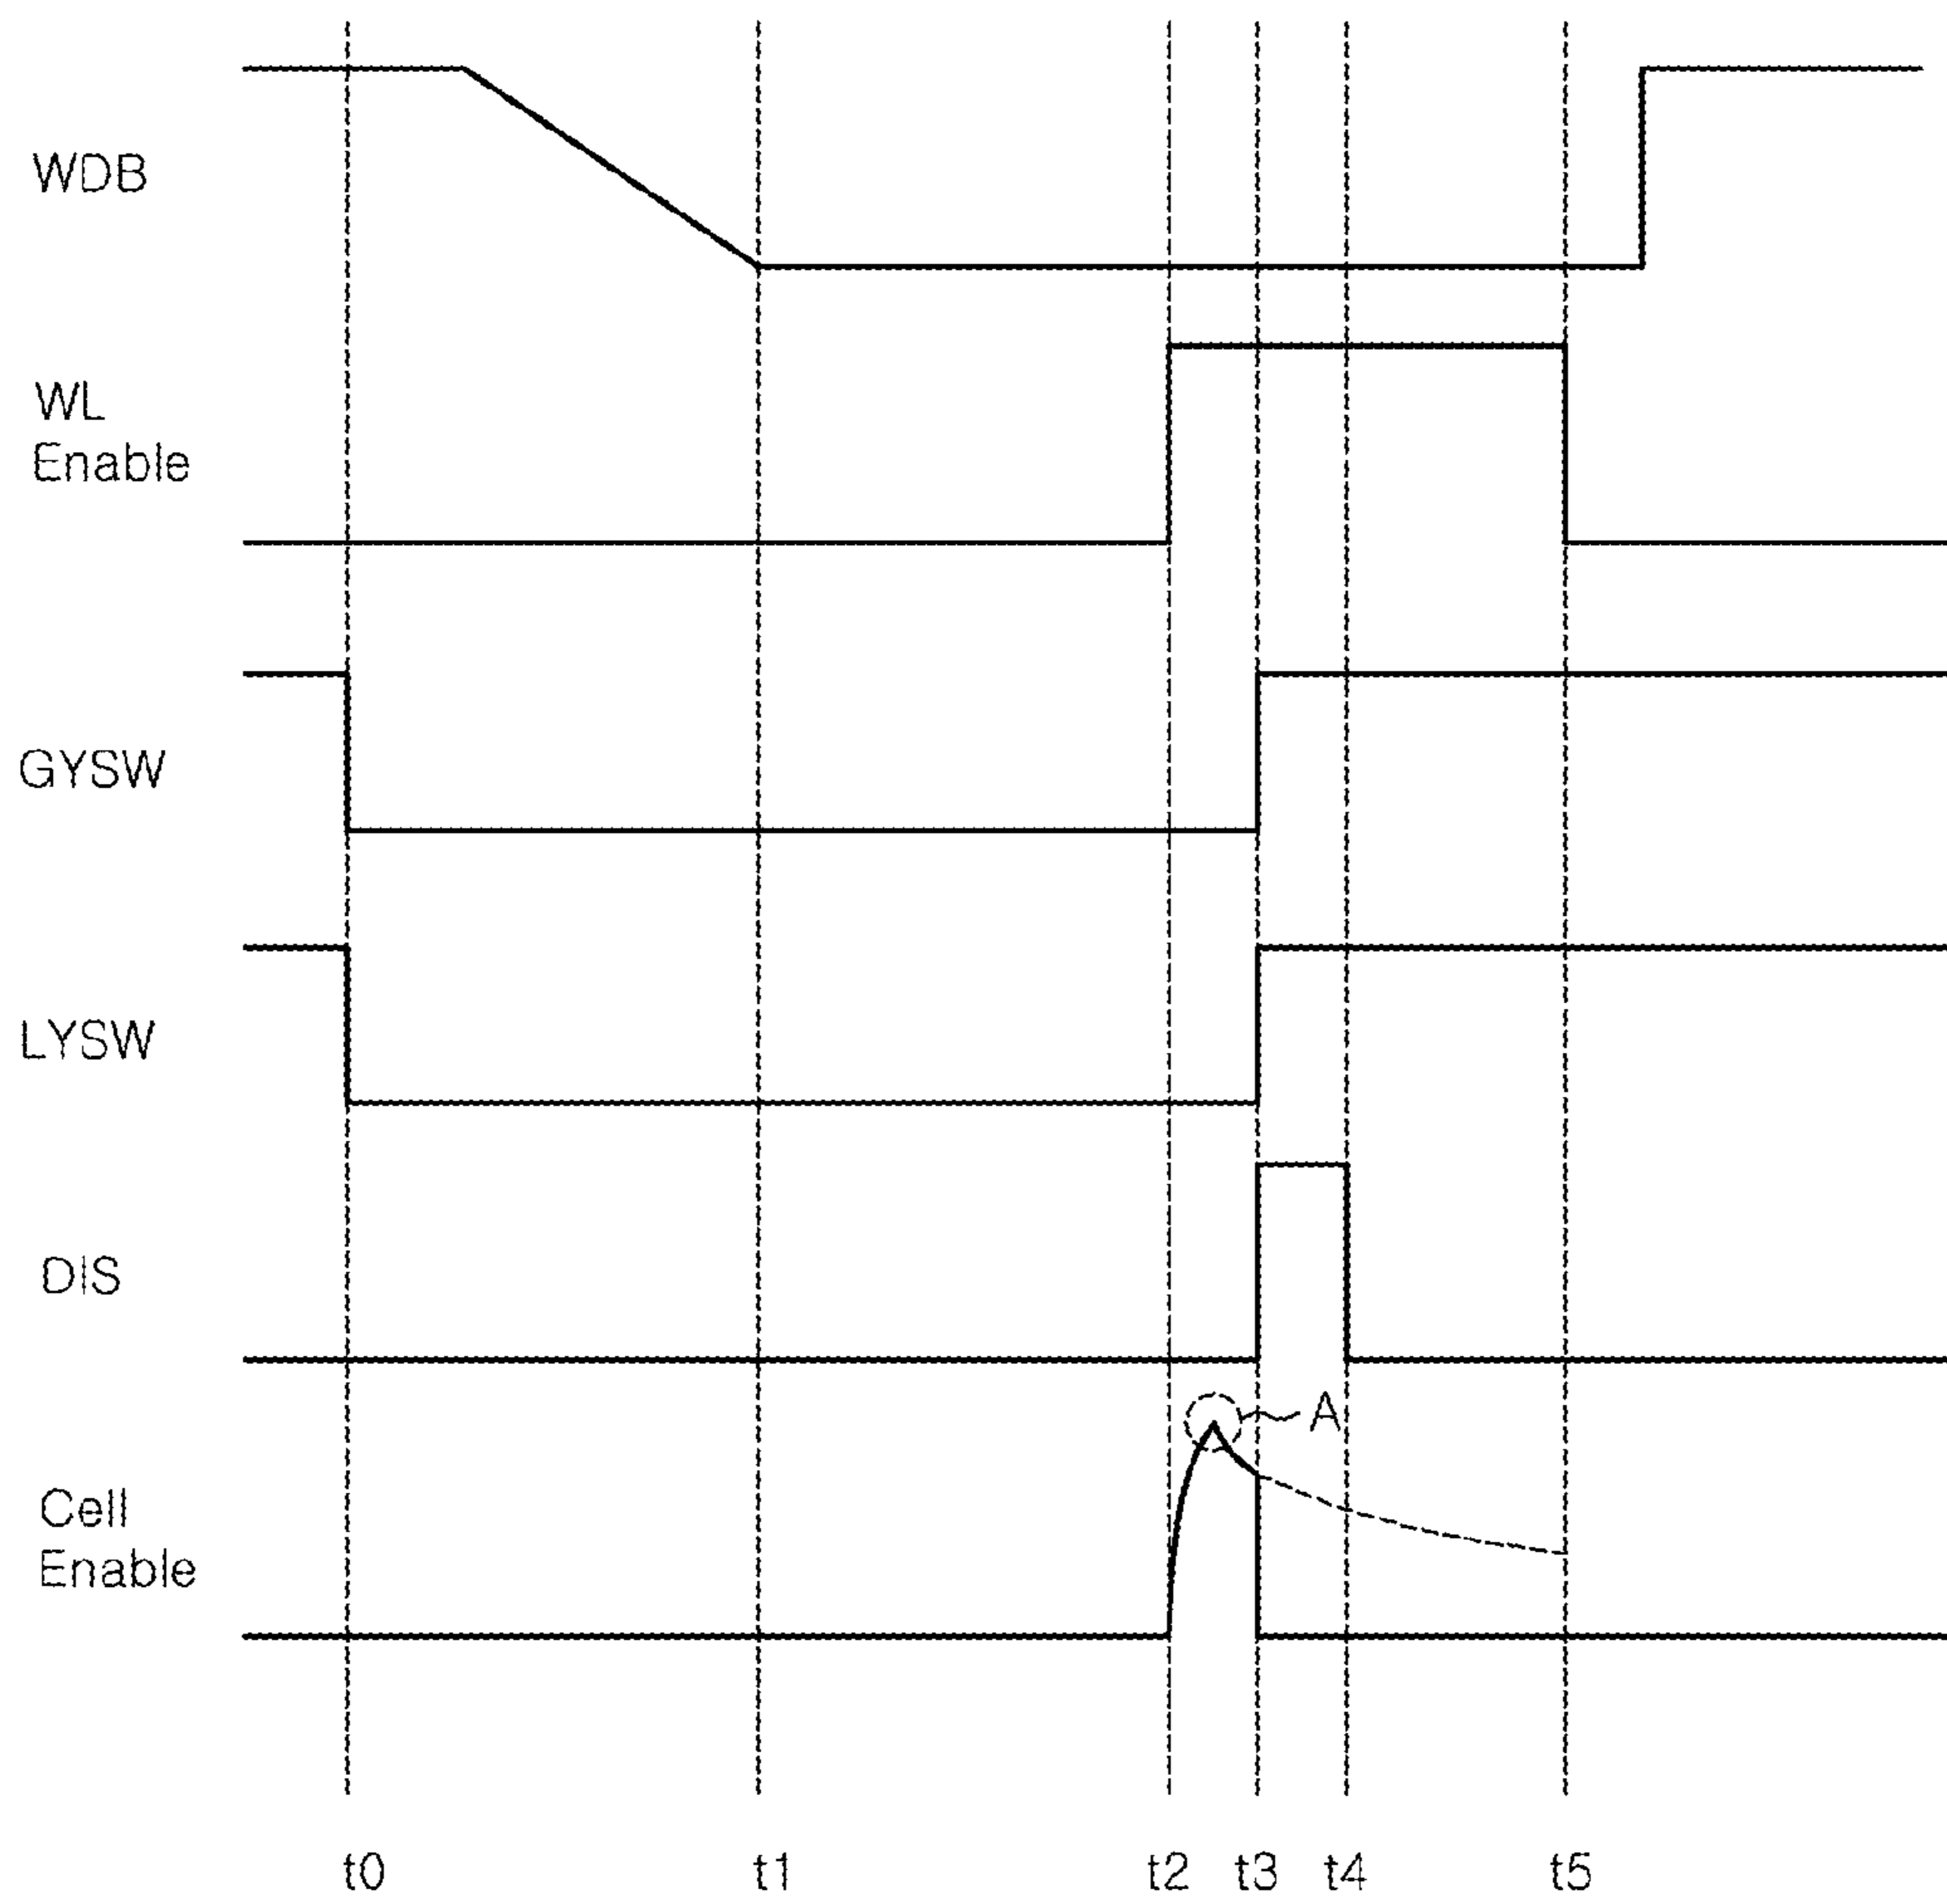 WDB
WL
Enable
GYSW
LYSW
DIS
A
Cell
Enable
t0 t1 t2 t3 t4 t5